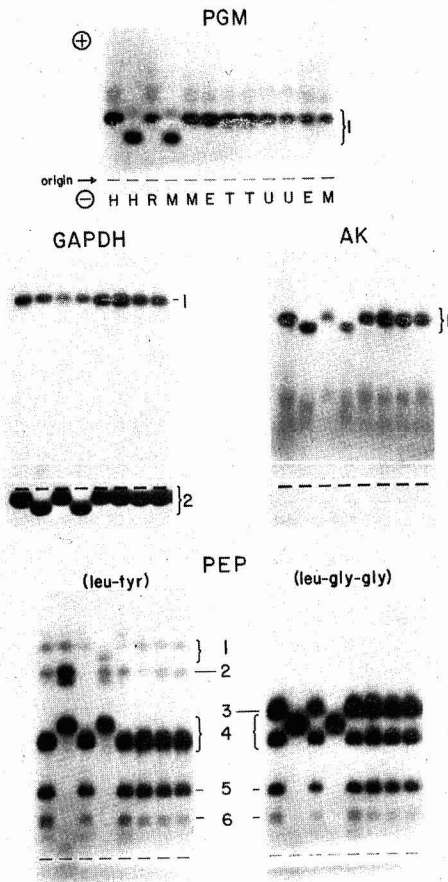 PGM
⊕
}1
origin→
⊖ H H R M M E T T U U E M
GAPDH
AK
-1
}2
PEP
(leu-tyr)
(leu-gly-gly)
}1
—2
3—
}4{
-5-
-6-